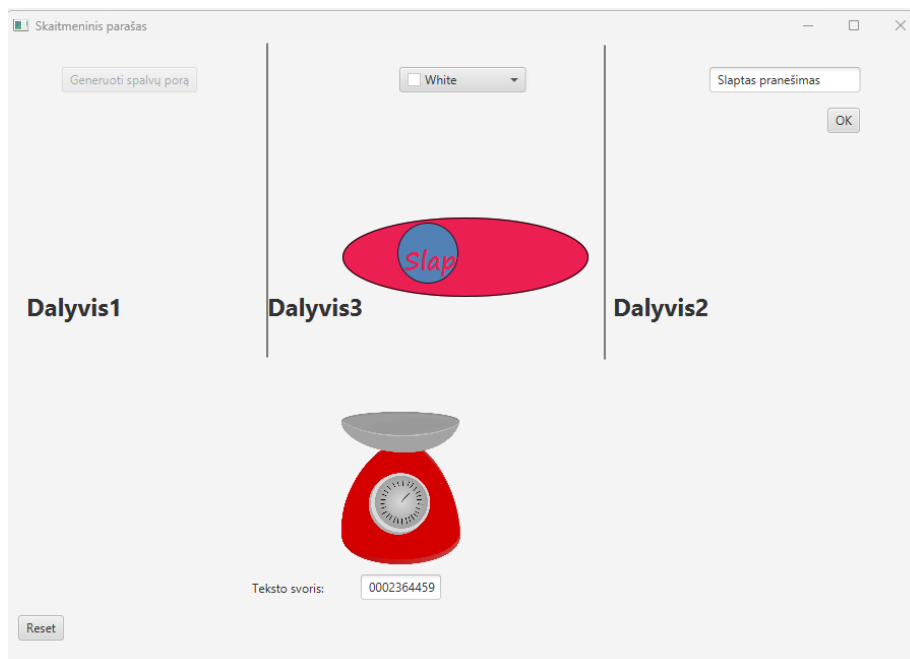 Skaitmeninis parašas
Generuoti spalvų porą
White
Slaptas pranešimas
OK
Slap
Dalyvis1
Dalyvis3
Dalyvis2
Teksto svoris:
0002364459
Reset